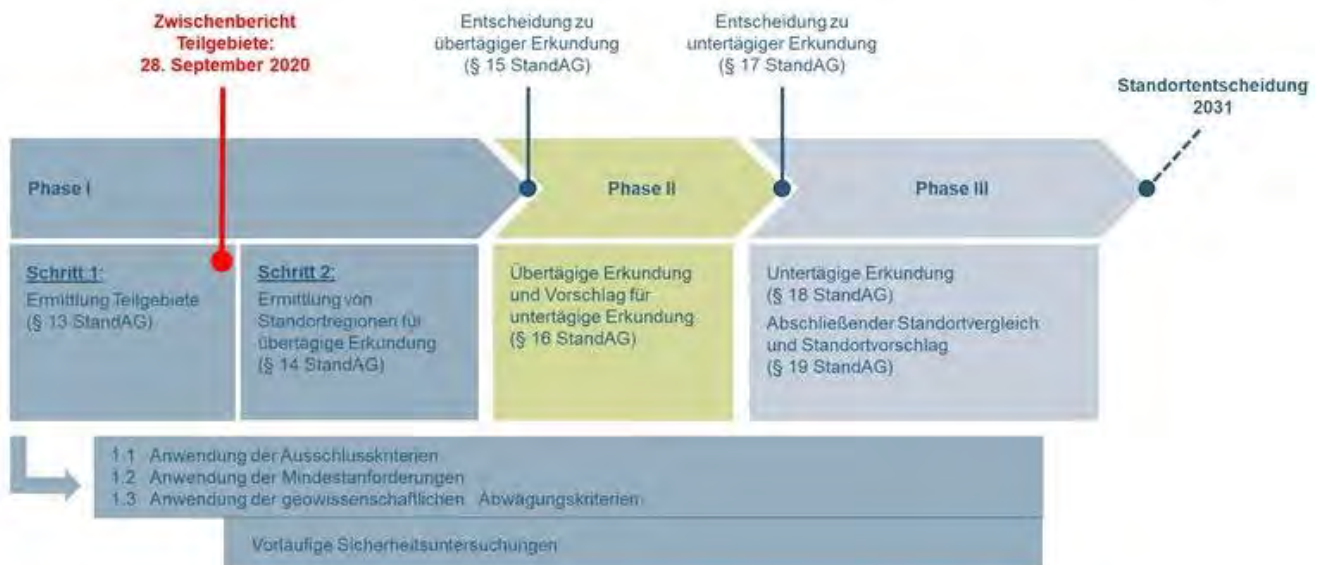 Zwischenbericht
Teilgebiete:
28. September 2020
Entscheidung zu
übertägiger Erkundung
(§ 15 StandAG)
Entscheidung zu
untertägiger Erkundung
(§ 17 StandAG)
Standortentscheidung
2031
Phase I
Phase II
Phase III
Schritt 1:
Ermittlung Teilgebiete
(§ 13 StandAG)
Schritt 2:
Ermittlung von
Standortregionen für
übertägige Erkundung
(§ 14 StandAG)
Übertägige Erkundung
und Vorschlag für
untertägige Erkundung
(§ 16 StandAG)
Untertägige Erkundung
(§ 18 StandAG)
Abschließender Standortvergleich
und Standortvorschlag
(§ 19 StandAG)
1.1 Anwendung der Ausschlusskriterien
1.2 Anwendung der Mindestanforderungen
1.3 Anwendung der geowissenschaftlichen Abwägungskriterien
Vorläufige Sicherheitsuntersuchungen